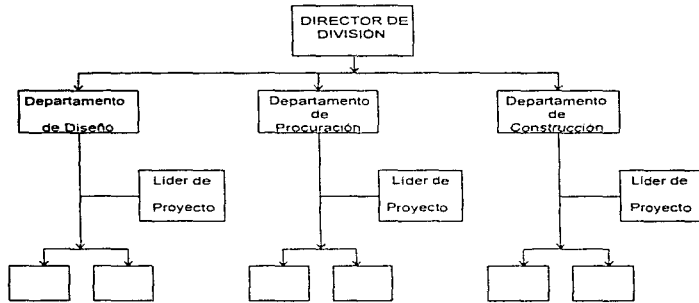 DIRECTOR DE
DIVISIÓN
Departamento
de Diseño
Departamento
de
Procuración
Departamento
de
Construcción
Líder de
Proyecto
Líder de
Proyecto
Líder de
Proyecto